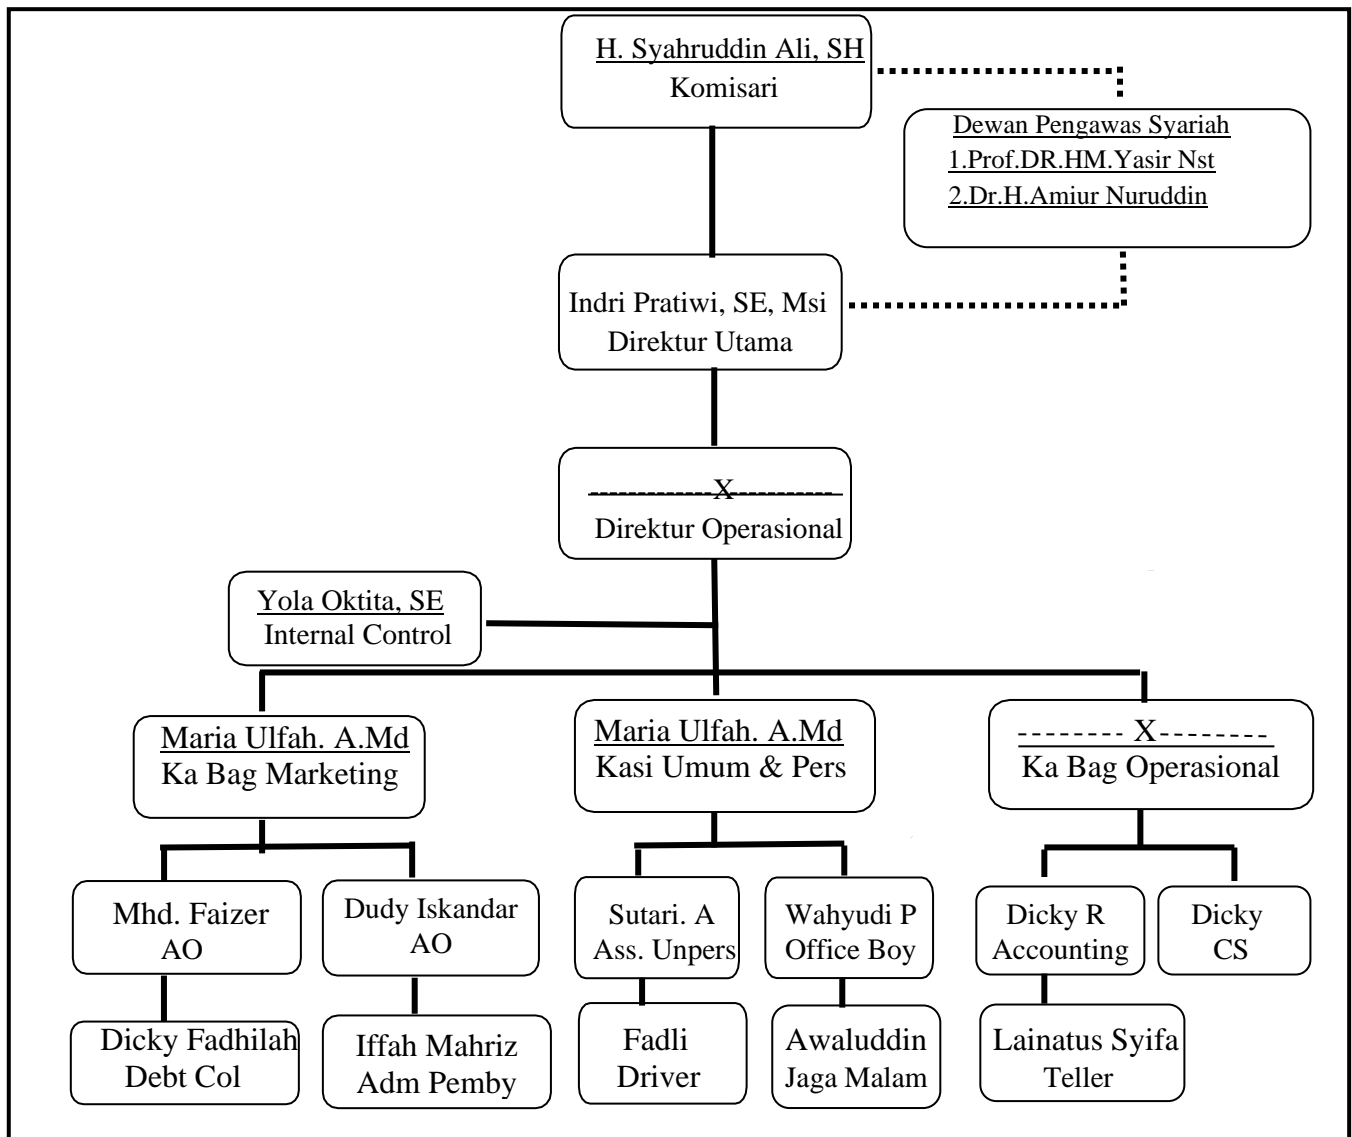 H. Syahruddin Ali, SH
Komisari
Dewan Pengawas Syariah
1.Prof.DR.HM.Yasir Nst
2.Dr.H.Amiur Nuruddin
Indri Pratiwi, SE, Msi
Direktur Utama
------------X------------
Direktur Operasional
Yola Oktita, SE
Internal Control
Maria Ulfah. A.Md
Ka Bag Marketing
Maria Ulfah. A.Md
Kasi Umum & Pers
-------- X--------
Ka Bag Operasional
Mhd. Faizer
AO
Dudy Iskandar
AO
Sutari. A
Ass. Unpers
Wahyudi P
Office Boy
Dicky R
Accounting
Dicky
CS
Dicky Fadhilah
Debt Col
Iffah Mahriz
Adm Pemby
Fadli
Driver
Awaluddin
Jaga Malam
Lainatus Syifa
Teller